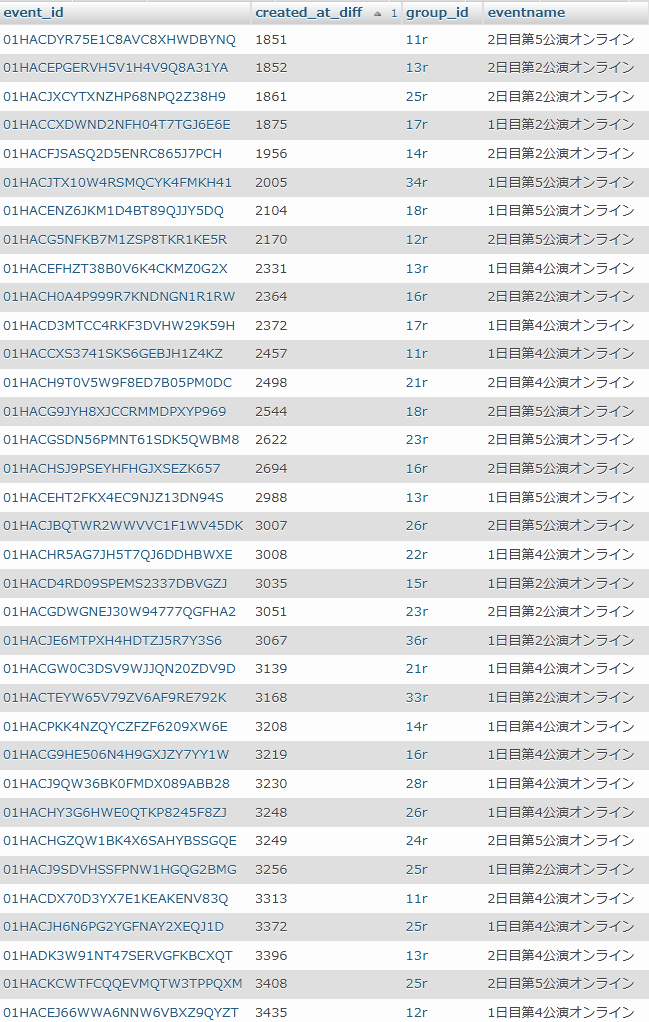 event_id created_at_diff 1 group_id eventname
01HACDYR75E1C8AVC8XHWDBYNQ 1851 11r 2日目第5公演オンライン
01HACEPGERVH5V1H4V9Q8A31YA 1852 13r 2日目第2公演オンライン
01HACJXCYTXNZHP68NPQ2Z38H9 1861 25r 2日目第2公演オンライン
01HACCXDWND2NFH04T7TGJ6E6E 1875 17r 1日目第2公演オンライン
01HACFJSASQ2D5ENRC865J7PCH 1956 14r 2日目第2公演オンライン
01HACJTX10W4RSMQCYK4FMKH41 2005 34r 1日目第5公演オンライン
01HACENZ6JKM1D4BT89QJJY5DQ 2104 18r 1日目第5公演オンライン
01HACG5NFKB7M1ZSP8TKR1KE5R 2170 12r 2日目第5公演オンライン
01HACEFHZT38B0V6K4CKMZ0G2X 2331 13r 1日目第4公演オンライン
01HACH0A4P999R7KNDNGN1R1RW 2364 16r 2日目第2公演オンライン
01HACD3MTCC4RKF3DVHW29K59H 2372 17r 1日目第4公演オンライン
01HACCXS3741SKS6GEBJH1Z4KZ 2457 11r 1日目第4公演オンライン
01HACH9T0V5W9F8ED7B05PM0DC 2498 21r 2日目第4公演オンライン
01HACG9JYH8XJCCRMMDPXYP969 2544 18r 2日目第5公演オンライン
01HACGSDN56PMNT61SDK5QWBM8 2622 23r 2日目第5公演オンライン
01HACHSJ9PSEYHFHGJXSEZK657 2694 16r 2日目第5公演オンライン
01HACEHT2FKX4EC9NJZ13DN94S 2988 13r 1日目第5公演オンライン
01HACJBQTWR2WWVVC1F1WV45DK 3007 26r 2日目第5公演オンライン
01HACHR5AG7JH5T7QJ6DDHBWXE 3008 22r 1日目第4公演オンライン
01HACD4RD09SPEMS2337DBVGZJ 3035 15r 1日目第2公演オンライン
01HACGDWGNEJ30W94777QGFHA2 3051 23r 2日目第2公演オンライン
01HACJE6MTPXH4HDTZJ5R7Y3S6 3067 36r 1日目第2公演オンライン
01HACGW0C3DSV9WJJQN20ZDV9D 3139 21r 1日目第4公演オンライン
01HACTEYW65V79ZV6AF9RE792K 3168 33r 1日目第2公演オンライン
01HACPKK4NZQYCZFZF6209XW6E 3208 14r 1日目第4公演オンライン
01HACG9HE506N4H9GXJZY7YY1W 3219 16r 1日目第4公演オンライン
01HACJ9QW36BK0FMDX089ABB28 3230 28r 1日目第4公演オンライン
01HACHY3G6HWE0QTKP8245F8ZJ 3248 26r 1日目第4公演オンライン
01HACHGZQW1BK4X6SAHYBSSGQE 3249 24r 2日目第5公演オンライン
01HACJ9SDVHSSFPNW1HGQG2BMG 3256 25r 1日目第2公演オンライン
01HACDX70D3YX7E1KEAKENV83Q 3313 11r 2日目第4公演オンライン
01HACJH6N6PG2YGFNAY2XEQJ1D 3372 25r 1日目第4公演オンライン
01HADK3W91NT47SERVGFKBCXQT 3396 13r 2日目第4公演オンライン
01HACKCWTFCQQEVMQTW3TPPQXM 3408 25r 2日目第5公演オンライン
01HACEJ66WWA6NNW6VBXZ9QYZT 3435 12r 1日目第4公演オンライン